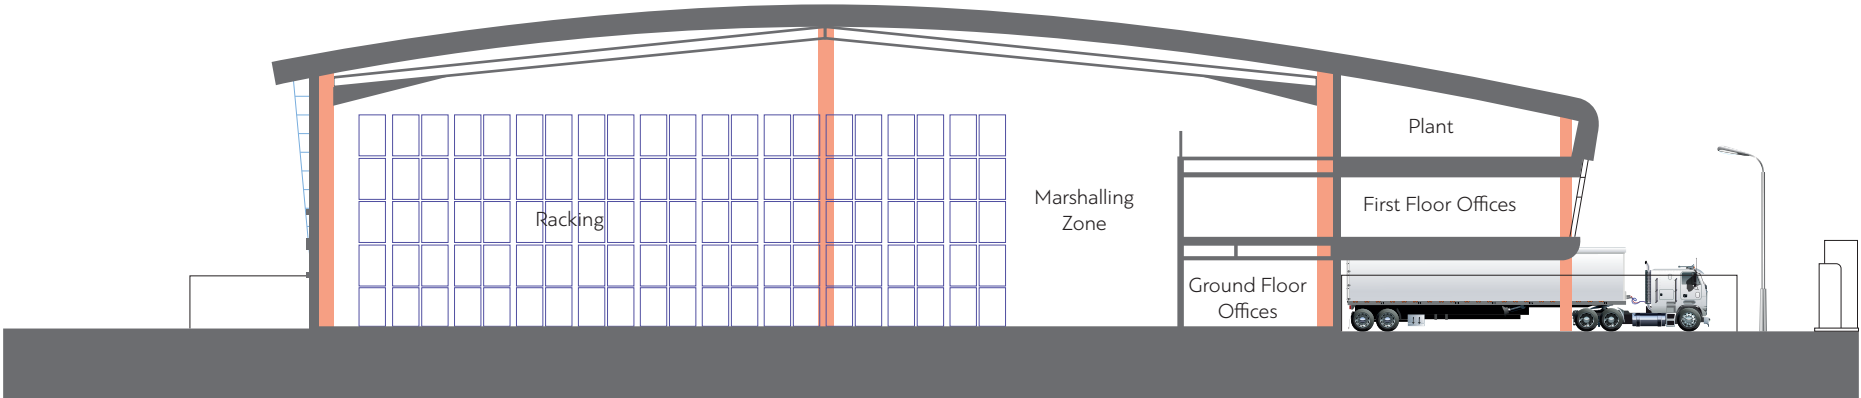 Plant
Racking
Marshalling
Zone
First Floor Offices
Ground Floor
Offices